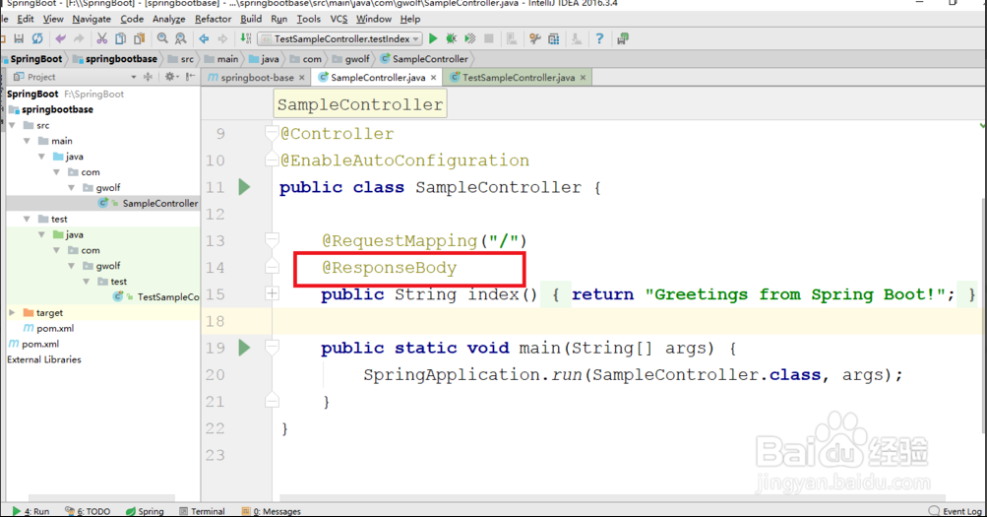 SpringBoot - [F:\\SpringBoot] - [springbootbase] - ...\springbootbase\src\main\java\com\gwolf\SampleController.java - IntelliJ IDEA 2016.3.4
Edit View Navigate Code Analyze Refactor Build Run Tools VCS Window Help
TestSampleController.testIndex
SpringBoot springbootbase src main java com gwolf SampleController
Project
springboot-base SampleController.java TestSampleController.java
SpringBoot F:\SpringBoot
springbootbase
src
main
java
com
gwolf
SampleController
test
java
com
gwolf
test
TestSampleCo
target
pom.xml
pom.xml
External Libraries
SampleController
9 @Controller
10 @EnableAutoConfiguration
11 public class SampleController {
12
13 @RequestMapping("/")
14 @ResponseBody
15 public String index() { return "Greetings from Spring Boot!"; }
18
19 public static void main(String[] args) {
20 SpringApplication.run(SampleController.class, args);
21 }
22 }
23
Baidu 经验
jingyan.baidu.com
4: Run 6: TODO Spring Terminal 0: Messages Event Log